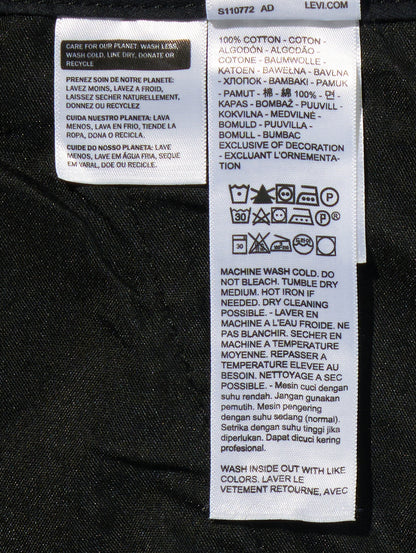 S110772 AD LEVI.COM
CARE FOR OUR PLANET: WASH LESS,
WASH COLD, LINE DRY, DONATE OR
RECYCLE
PRENEZ SOIN DE NOTRE PLANETE:
LAVEZ MOINS, LAVEZ A FROID,
LAISSEZ SECHER NATURELLEMENT,
DONNEZ OU RECYCLEZ
CUIDA NUESTRO PLANETA: LAVA
MENOS, LAVA EN FRIO, TIENDE LA
ROPA, DONA O RECICLA.
CUIDE DO NOSSO PLANETA: LAVE
MENOS, LAVE EM ÁGUA FRIA, SEQUE
EM VARAL, DOE OU RECICLE.
100% COTTON - COTON -
ALGODÓN - ALGODÃO -
COTONE - BAUMWOLLE -
KATOEN - BAWEŁNA - BAVLNA
- ХЛОПОК - BAMBAKI - PAMUK
- PAMUT - 棉 - 綿 100% - 면 -
KAPAS - BOMBAŽ - PUUVILL -
KOKVILNA - MEDVILNĖ -
BOMULD - PUUVILLA -
BOMULL - BUMBAC
EXCLUSIVE OF DECORATION
- EXCLUANT L'ORNEMENTA-
TION
P
30 P®
30
MACHINE WASH COLD. DO
NOT BLEACH. TUMBLE DRY
MEDIUM. HOT IRON IF
NEEDED. DRY CLEANING
POSSIBLE. - LAVER EN
MACHINE A L'EAU FROIDE. NE
PAS BLANCHIR. SECHER EN
MACHINE A TEMPERATURE
MOYENNE. REPASSER A
TEMPERATURE ELEVEE AU
BESOIN. NETTOYAGE A SEC
POSSIBLE. - Mesin cuci dengan
suhu rendah. Jangan gunakan
pemutih. Mesin pengering
dengan suhu sedang (normal).
Setrika dengan suhu tinggi jika
diperlukan. Dapat dicuci kering
profesional.
WASH INSIDE OUT WITH LIKE
COLORS. LAVER LE
VETEMENT RETOURNE, AVEC